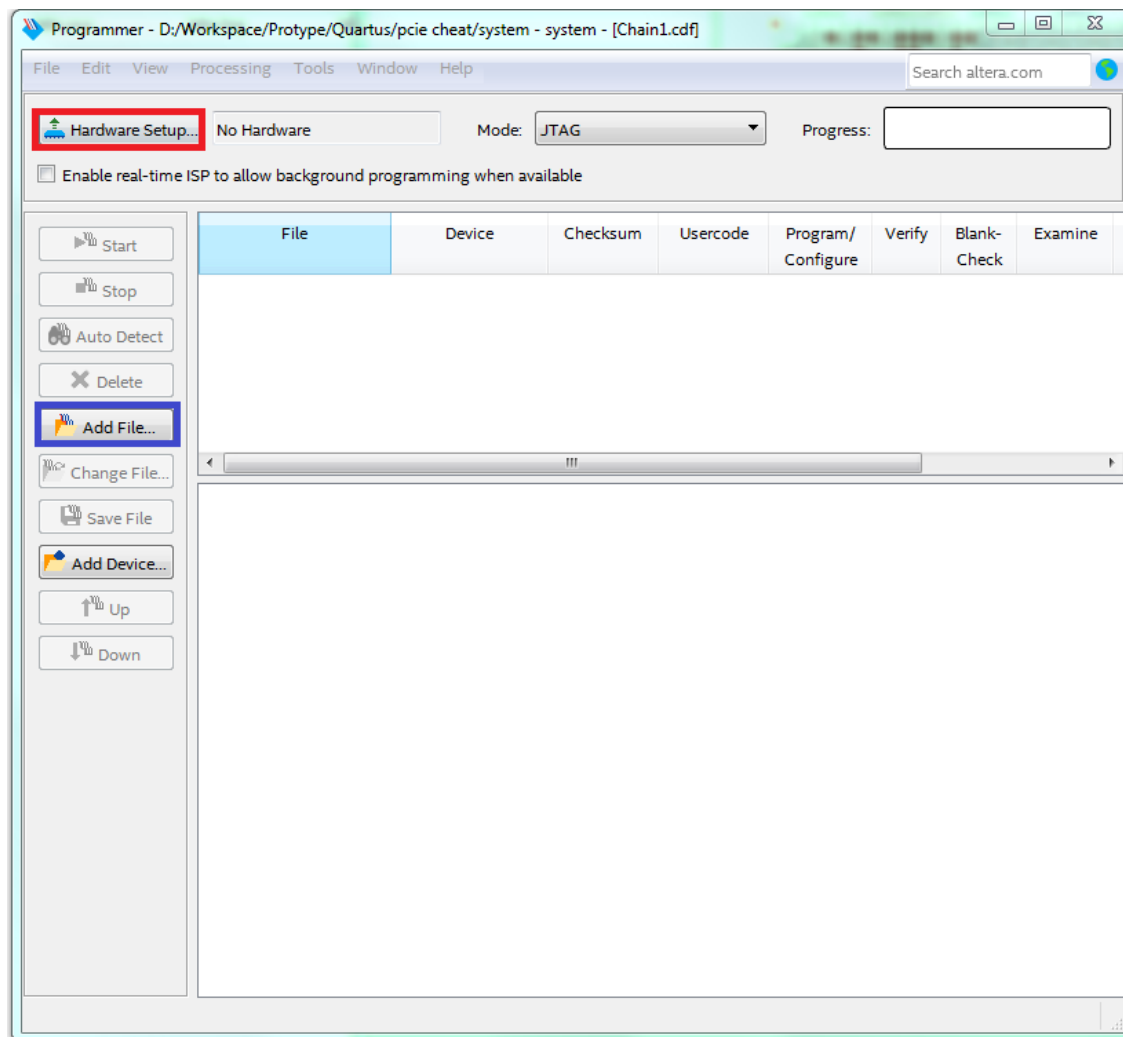 Programmer - D:/Workspace/Protype/Quartus/pcie cheat/system - system - [Chain1.cdf]
File Edit View Processing Tools Window Help
Search altera.com
Hardware Setup... No Hardware Mode: JTAG Progress:
Enable real-time ISP to allow background programming when available
File Device Checksum Usercode Program/ Configure Verify Blank- Check Examine
Start
Stop
Auto Detect
Delete
Add File...
Change File...
Save File
Add Device...
Up
Down